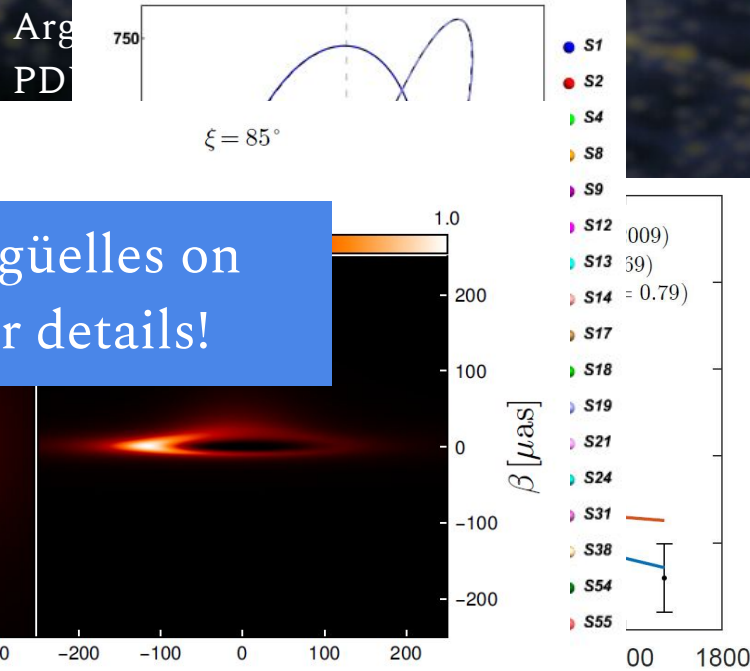 Arg
PD
750
ξ = 85°
1.0
güelles on
r details!
200
100
0
−100
−200
β [μas]
−200
−100
0
100
200
S1
S2
S4
S8
S9
S12
S13
S14
S17
S18
S19
S21
S24
S31
S38
S54
S55
009)
69)
= 0.79)
00
1800